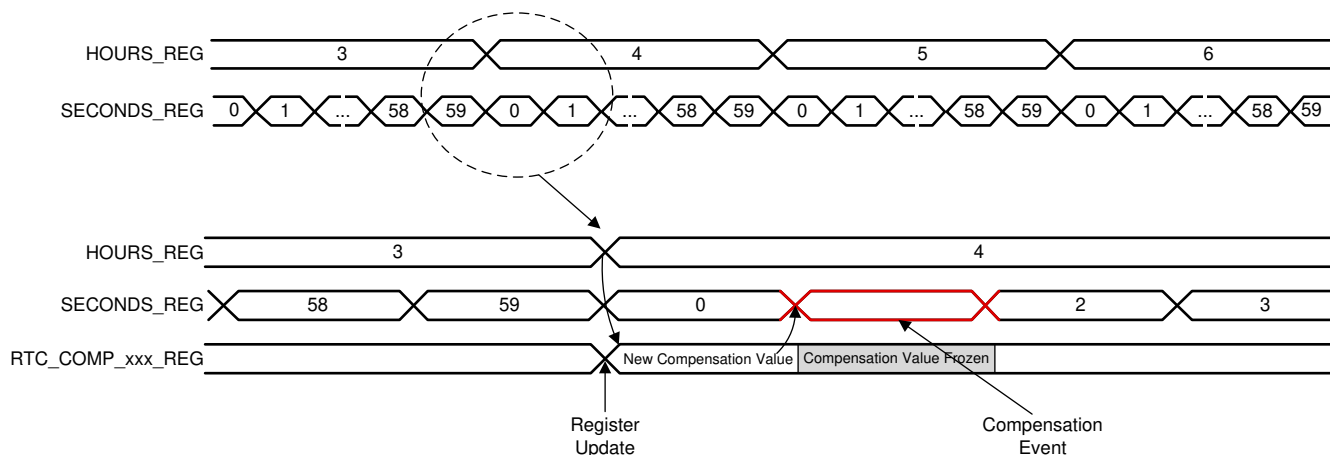 HOURS_REG 3 4 5 6
SECONDS_REG 0 1 ... 58 59 0 1 ... 58 59 0 1 ... 58 59 0 1 ... 58 59
HOURS_REG 3 4
SECONDS_REG 58 59 0 2 3
RTC_COMP_xxx_REG New Compensation Value Compensation Value Frozen
Register
Update
Compensation
Event